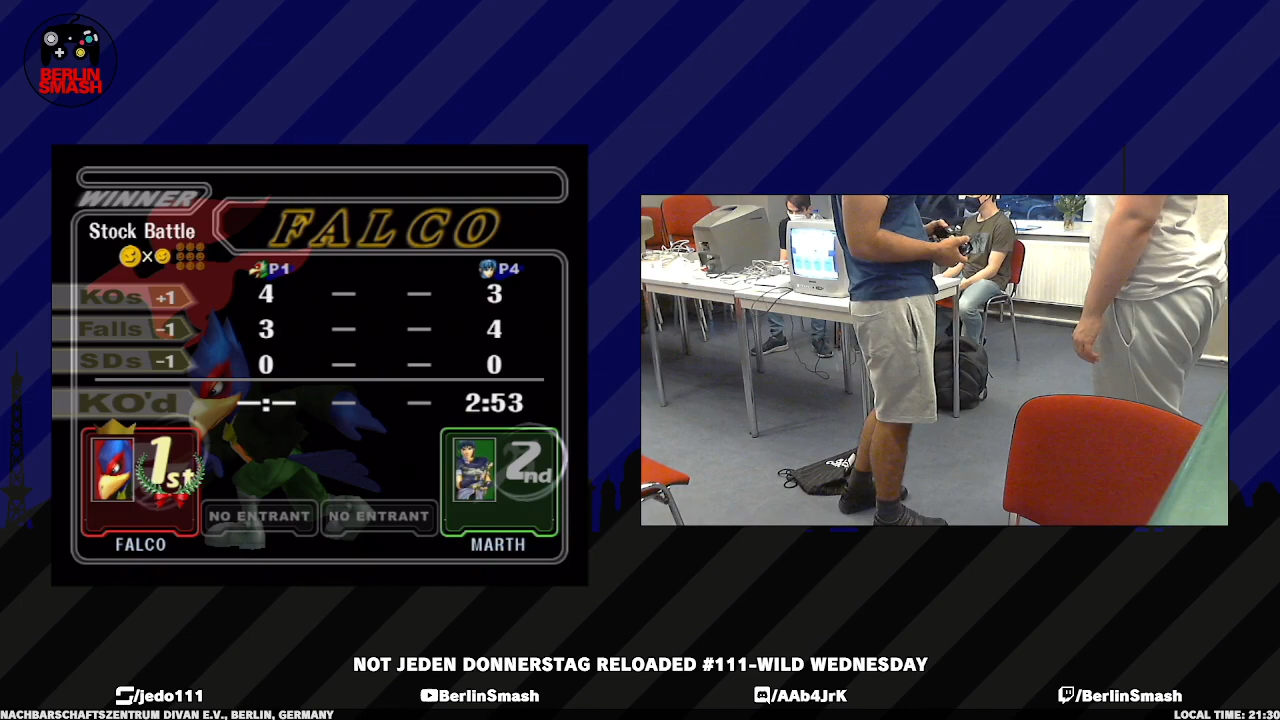 BERLIN
SMASH
WINNER
FALCO
Stock Battle
×
P1
P4
KOs +1
4 — — 3
Falls -1
3 — — 4
SDs -1
0 — — 0
KO'd
—:— — — 2:53
1st
2nd
NO ENTRANT
NO ENTRANT
FALCO
MARTH
NOT JEDEN DONNERSTAG RELOADED #111-WILD WEDNESDAY
/jedo111
BerlinSmash
/AAb4JrK
/BerlinSmash
NACHBARSCHAFTSZENTRUM DIVAN E.V., BERLIN, GERMANY
LOCAL TIME: 21:30